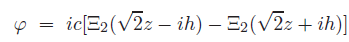 φ = ic[Ξ₂(√2z − ih) − Ξ₂(√2z + ih)]